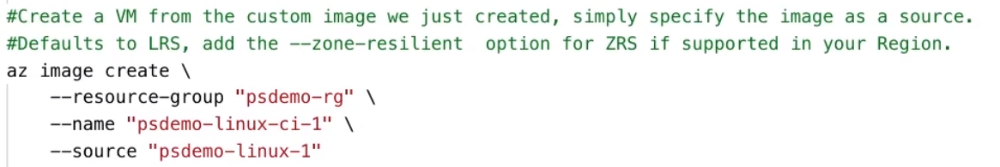 #Create a VM from the custom image we just created, simply specify the image as a source.
#Defaults to LRS, add the --zone-resilient  option for ZRS if supported in your Region.
az image create \
    --resource-group "psdemo-rg" \
    --name "psdemo-linux-ci-1" \
    --source "psdemo-linux-1"